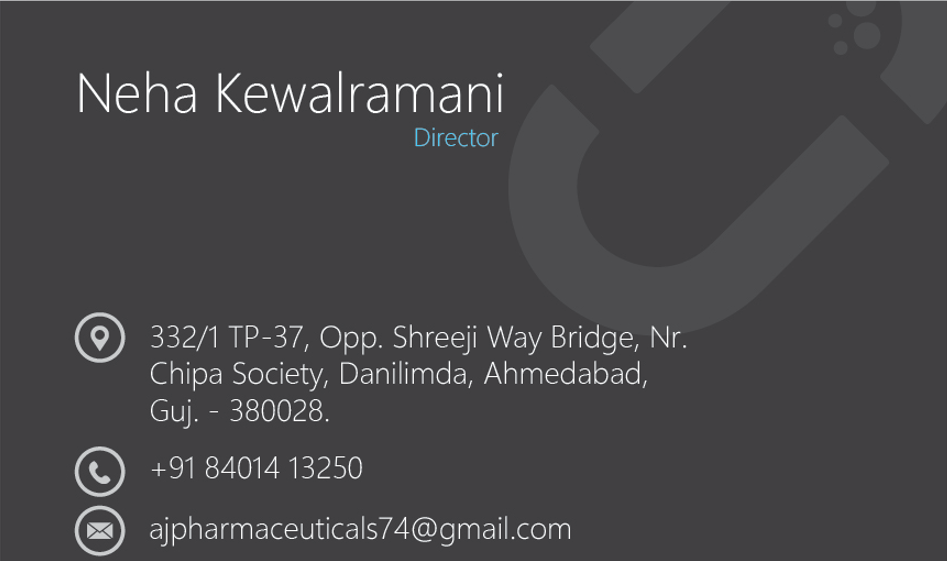 Neha Kewalramani
Director
332/1 TP-37, Opp. Shreeji Way Bridge, Nr.
Chipa Society, Danilimda, Ahmedabad,
Guj. - 380028.
+91 84014 13250
ajpharmaceuticals74@gmail.com